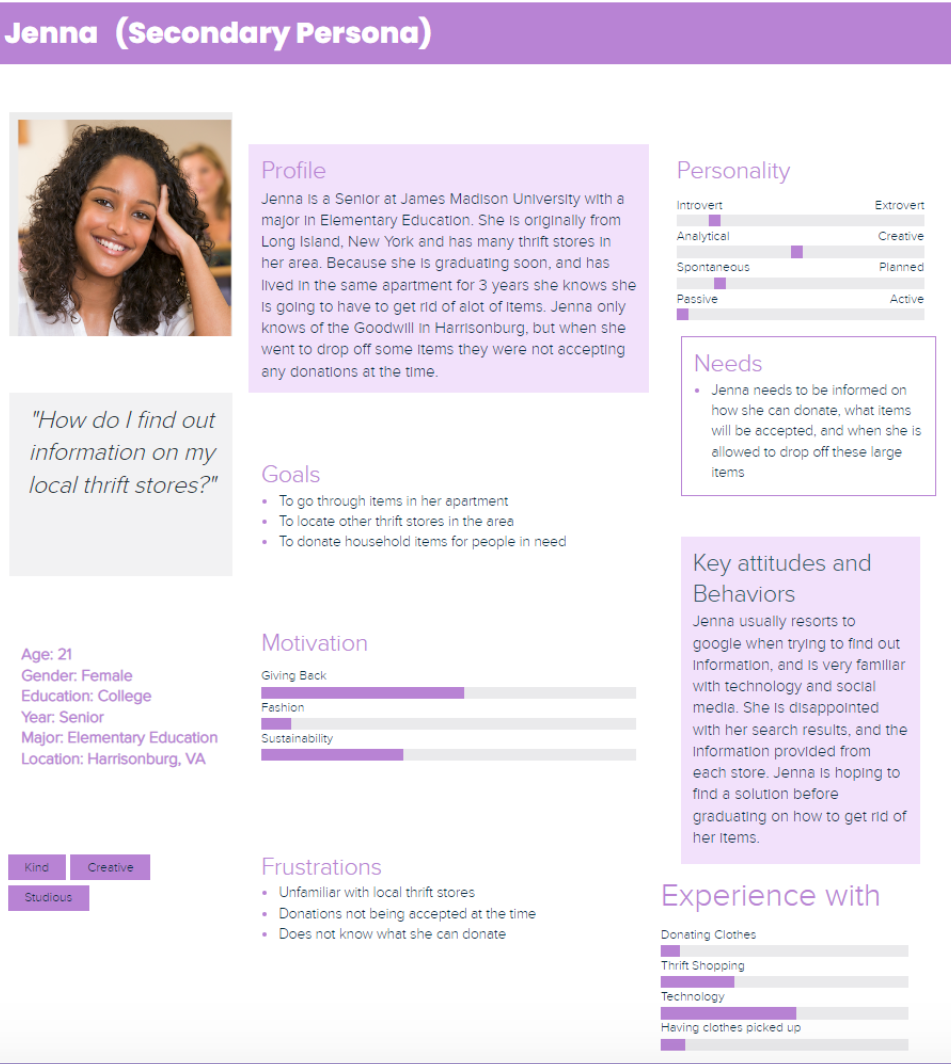 Jenna (Secondary Persona)
"How do I find out
information on my
local thrift stores?"
Age: 21
Gender: Female
Education: College
Year: Senior
Major: Elementary Education
Location: Harrisonburg, VA
Kind
Creative
Studious
Profile
Jenna is a Senior at James Madison University with a
major in Elementary Education. She is originally from
Long Island, New York and has many thrift stores in
her area. Because she is graduating soon, and has
lived in the same apartment for 3 years she knows she
is going to have to get rid of alot of items. Jenna only
knows of the Goodwill in Harrisonburg, but when she
went to drop off some items they were not accepting
any donations at the time.
Goals
• To go through items in her apartment
• To locate other thrift stores in the area
• To donate household items for people in need
Motivation
Giving Back
Fashion
Sustainability
Frustrations
• Unfamiliar with local thrift stores
• Donations not being accepted at the time
• Does not know what she can donate
Personality
Introvert Extrovert
Analytical Creative
Spontaneous Planned
Passive Active
Needs
• Jenna needs to be informed on
how she can donate, what items
will be accepted, and when she is
allowed to drop off these large
items
Key attitudes and
Behaviors
Jenna usually resorts to
google when trying to find out
information, and is very familiar
with technology and social
media. She is disappointed
with her search results, and the
information provided from
each store. Jenna is hoping to
find a solution before
graduating on how to get rid of
her items.
Experience with
Donating Clothes
Thrift Shopping
Technology
Having clothes picked up